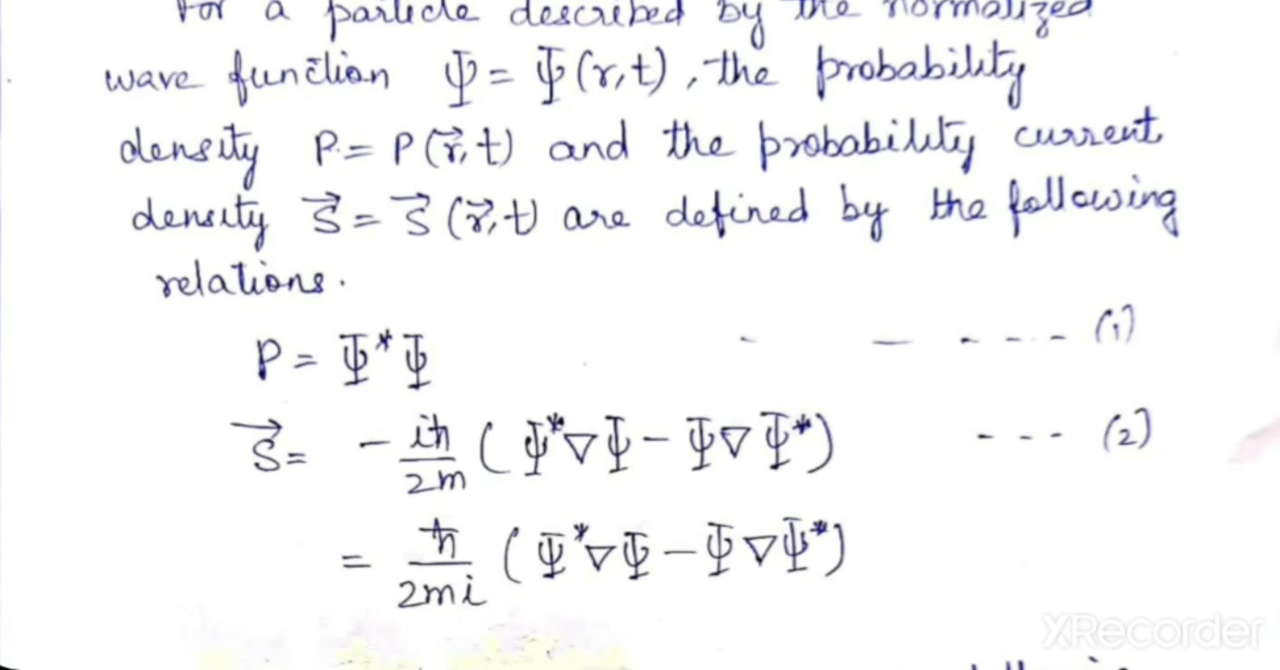 For a particle described by the normalized
wave function Ψ = Ψ(r,t), the probability
density P = P(r⃗,t) and the probability current
density S⃗ = S⃗(r⃗,t) are defined by the following
relations.
P = Ψ*Ψ - - - - - (1)
S⃗ = - iħ/2m (Ψ*∇Ψ - Ψ∇Ψ*) - - - (2)
= ħ/2mi (Ψ*∇Ψ - Ψ∇Ψ*)
XRecorder